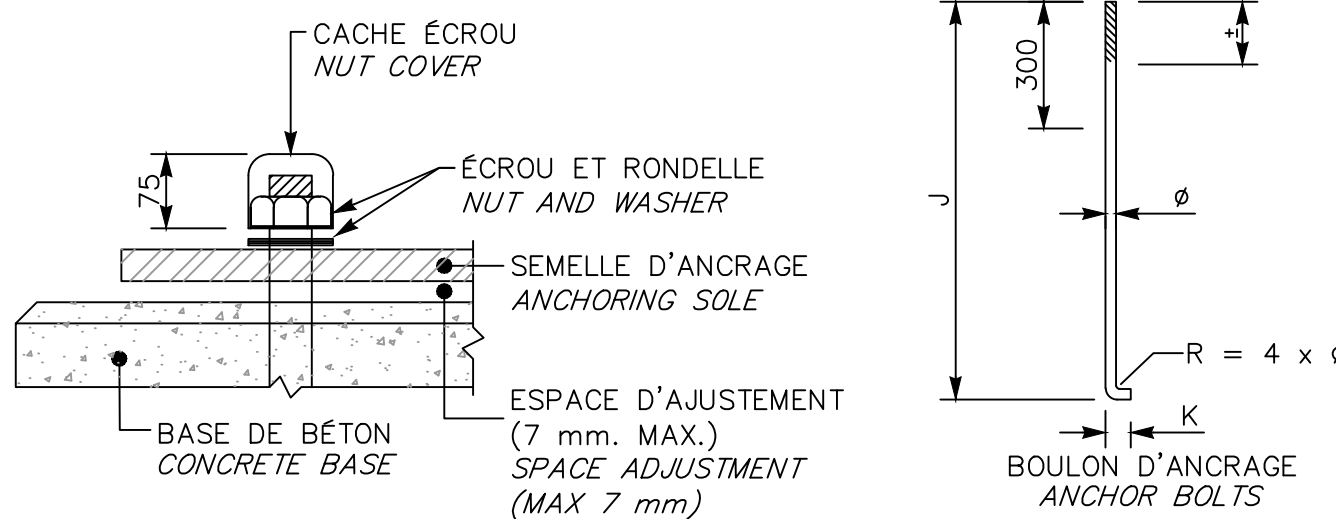 CACHE ÉCROU
NUT COVER
75
ÉCROU ET RONDELLE
NUT AND WASHER
SEMELLE D'ANCRAGE
ANCHORING SOLE
ESPACE D'AJUSTEMENT
(7 mm. MAX.)
SPACE ADJUSTMENT
(MAX 7 mm)
BASE DE BÉTON
CONCRETE BASE
J
300
±
ø
R = 4 x ø
K
BOULON D'ANCRAGE
ANCHOR BOLTS